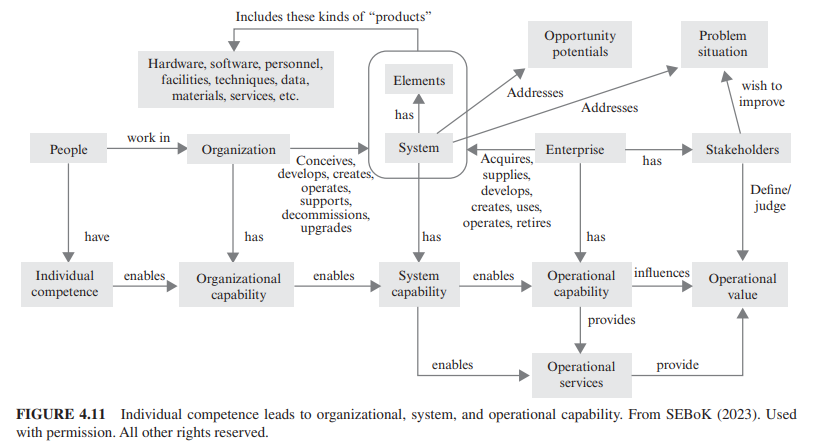 Includes these kinds of “products”
Opportunity
potentials
Problem
situation
Hardware, software, personnel,
facilities, techniques, data,
materials, services, etc.
Elements
Addresses
Addresses
wish to
improve
has
People
work in
Organization
Conceives,
develops, creates,
operates,
supports,
decommissions,
upgrades
System
Acquires,
supplies,
develops,
creates, uses,
operates, retires
Enterprise
has
Stakeholders
Define/
judge
have
has
has
has
Individual
competence
enables
Organizational
capability
enables
System
capability
enables
Operational
capability
influences
Operational
value
provides
enables
Operational
services
provide
FIGURE 4.11 Individual competence leads to organizational, system, and operational capability. From SEBoK (2023). Used
with permission. All other rights reserved.